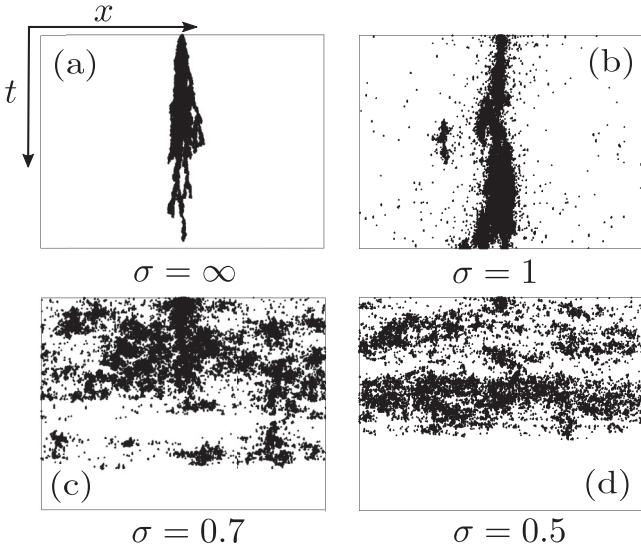 x
t
(a)
(b)
σ = ∞
σ = 1
(c)
(d)
σ = 0.7
σ = 0.5